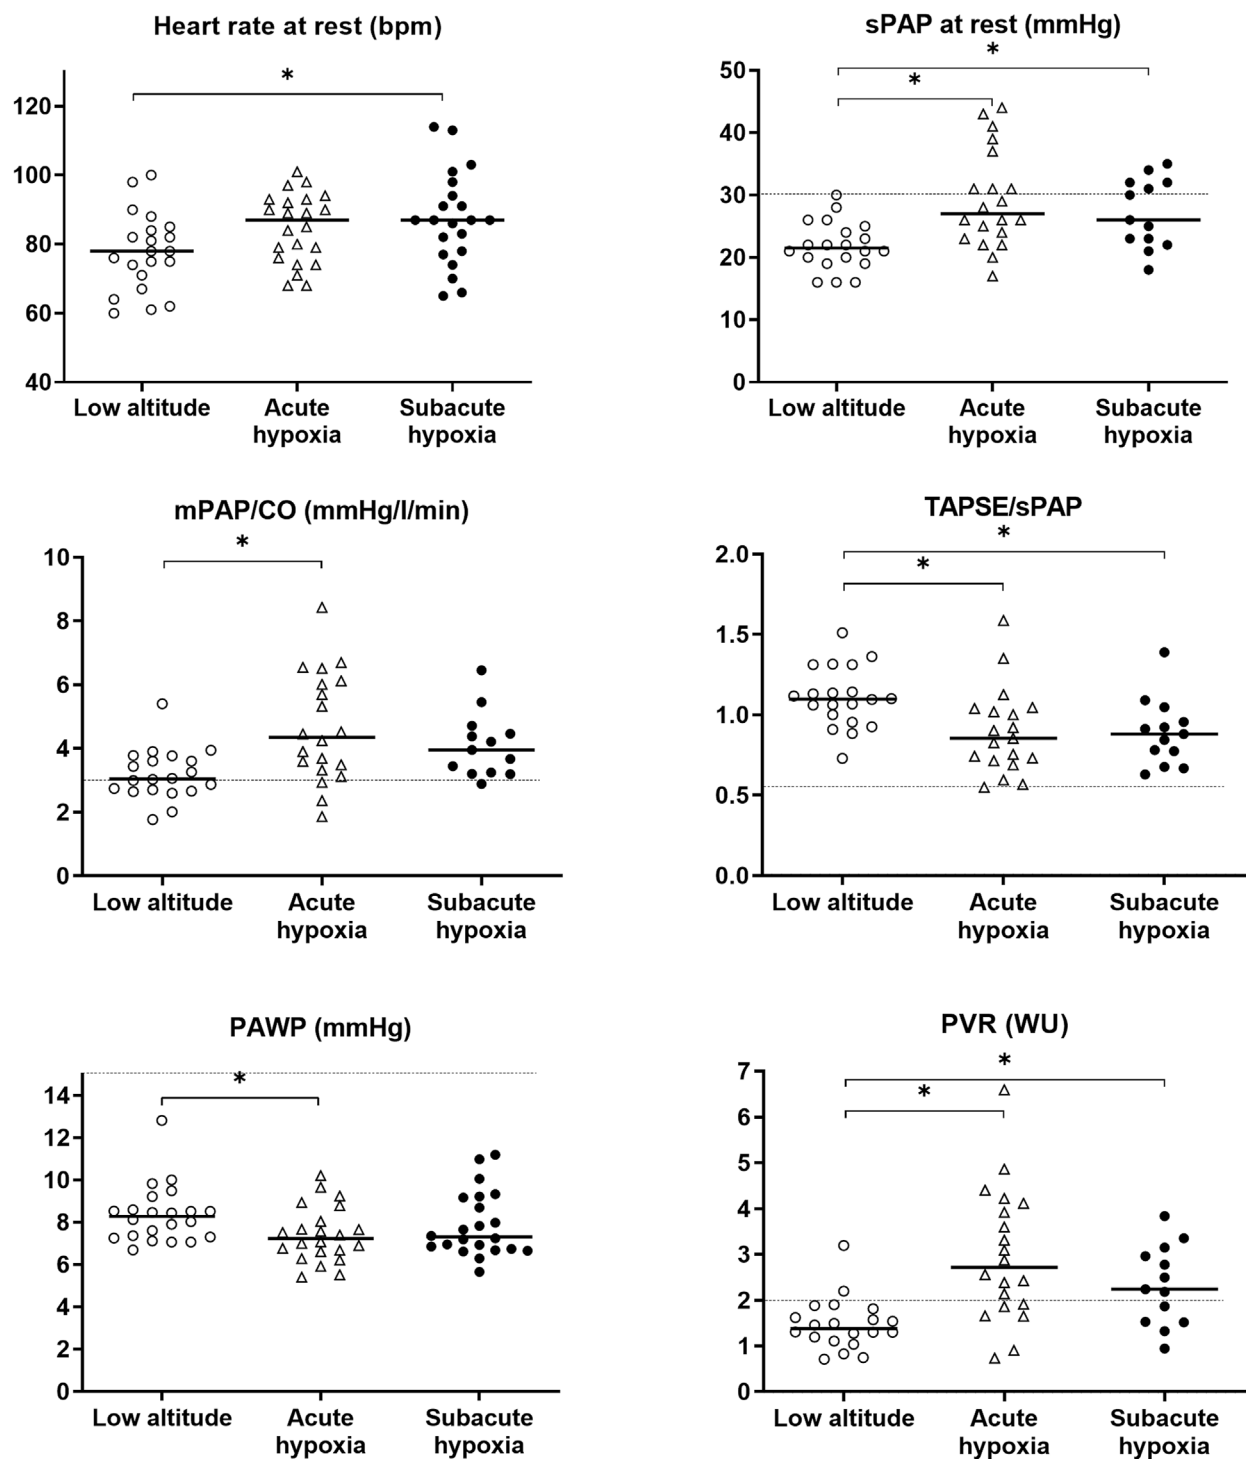 Heart rate at rest (bpm)
*
120
100
80
60
40
Low altitude
Acute
hypoxia
Subacute
hypoxia
sPAP at rest (mmHg)
*
*
50
40
30
20
10
0
Low altitude
Acute
hypoxia
Subacute
hypoxia
mPAP/CO (mmHg/l/min)
*
10
8
6
4
2
0
Low altitude
Acute
hypoxia
Subacute
hypoxia
TAPSE/sPAP
*
*
2.0
1.5
1.0
0.5
0.0
Low altitude
Acute
hypoxia
Subacute
hypoxia
PAWP (mmHg)
*
14
12
10
8
6
4
2
0
Low altitude
Acute
hypoxia
Subacute
hypoxia
PVR (WU)
*
*
7
6
5
4
3
2
1
0
Low altitude
Acute
hypoxia
Subacute
hypoxia